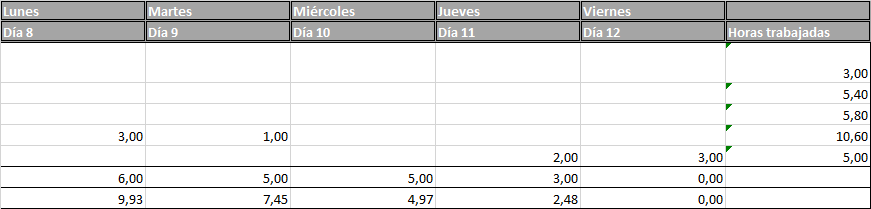 Lunes Martes Miércoles Jueves Viernes
Día 8 Día 9 Día 10 Día 11 Día 12 Horas trabajadas
3,00
5,40
5,80
3,00 1,00 10,60
2,00 3,00 5,00
6,00 5,00 5,00 3,00 0,00
9,93 7,45 4,97 2,48 0,00